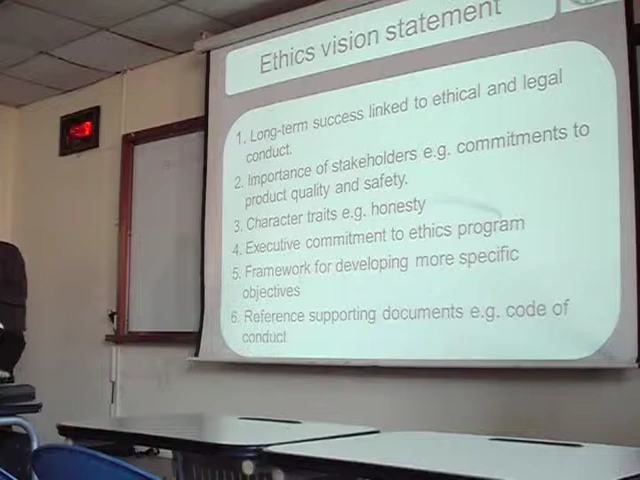 Ethics vision statement
1. Long-term success linked to ethical and legal
conduct.
2. Importance of stakeholders e.g. commitments to
product quality and safety.
3. Character traits e.g. honesty
4. Executive commitment to ethics program
5. Framework for developing more specific
objectives
6. Reference supporting documents e.g. code of
conduct